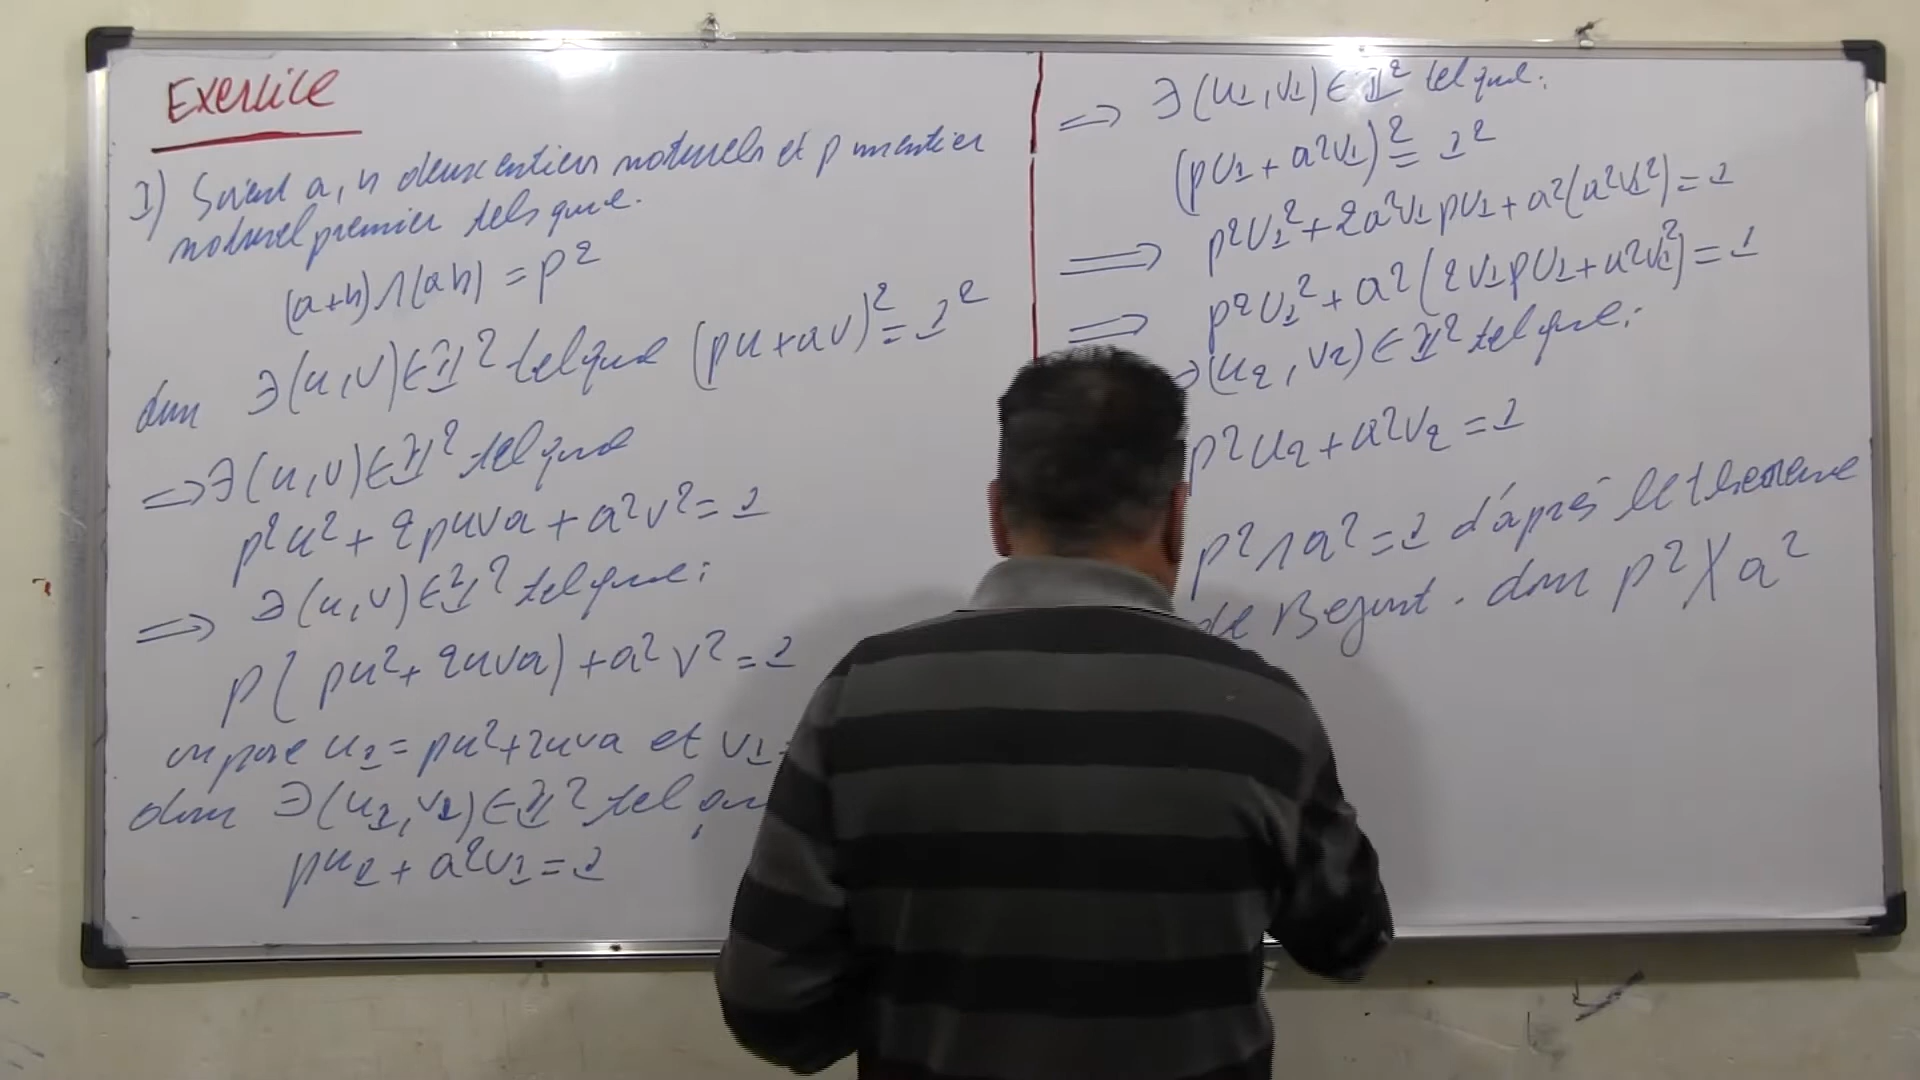 Exercice
1) Soient a, b deux entiers naturels et p un entier
naturel premier tels que.
(a+b)∧(ab) = p²
donc ∃(u,v)∈ℤ² tel que (pu+av)² = 1²
⇒ ∃(u,v)∈ℤ² tel que
p²u² + 2puva + a²v² = 1
⇒ ∃(u,v)∈ℤ² tel que:
p(pu² + 2uva) + a²v² = 1
on pose u₁ = pu²+2uva et v₁
donc ∃(u₁,v₁)∈ℤ² tel
pu₁ + a²v₁ = 1
⇒ ∃(u₁,v₁)∈ℤ² tel que:
(pu₁ + a²v₁)² = 1²
⇒ p²u₁² + 2a²v₁pu₁ + a²(a²v₁²) = 1
⇒ p²u₁² + a²(2v₁pu₁ + a²v₁²) = 1
(u₂,v₂)∈ℤ² tel que:
p²u₂ + a²v₂ = 1
p²∧a² = 1 d'après le théorème
de Bezout. donc p² ∤ a²